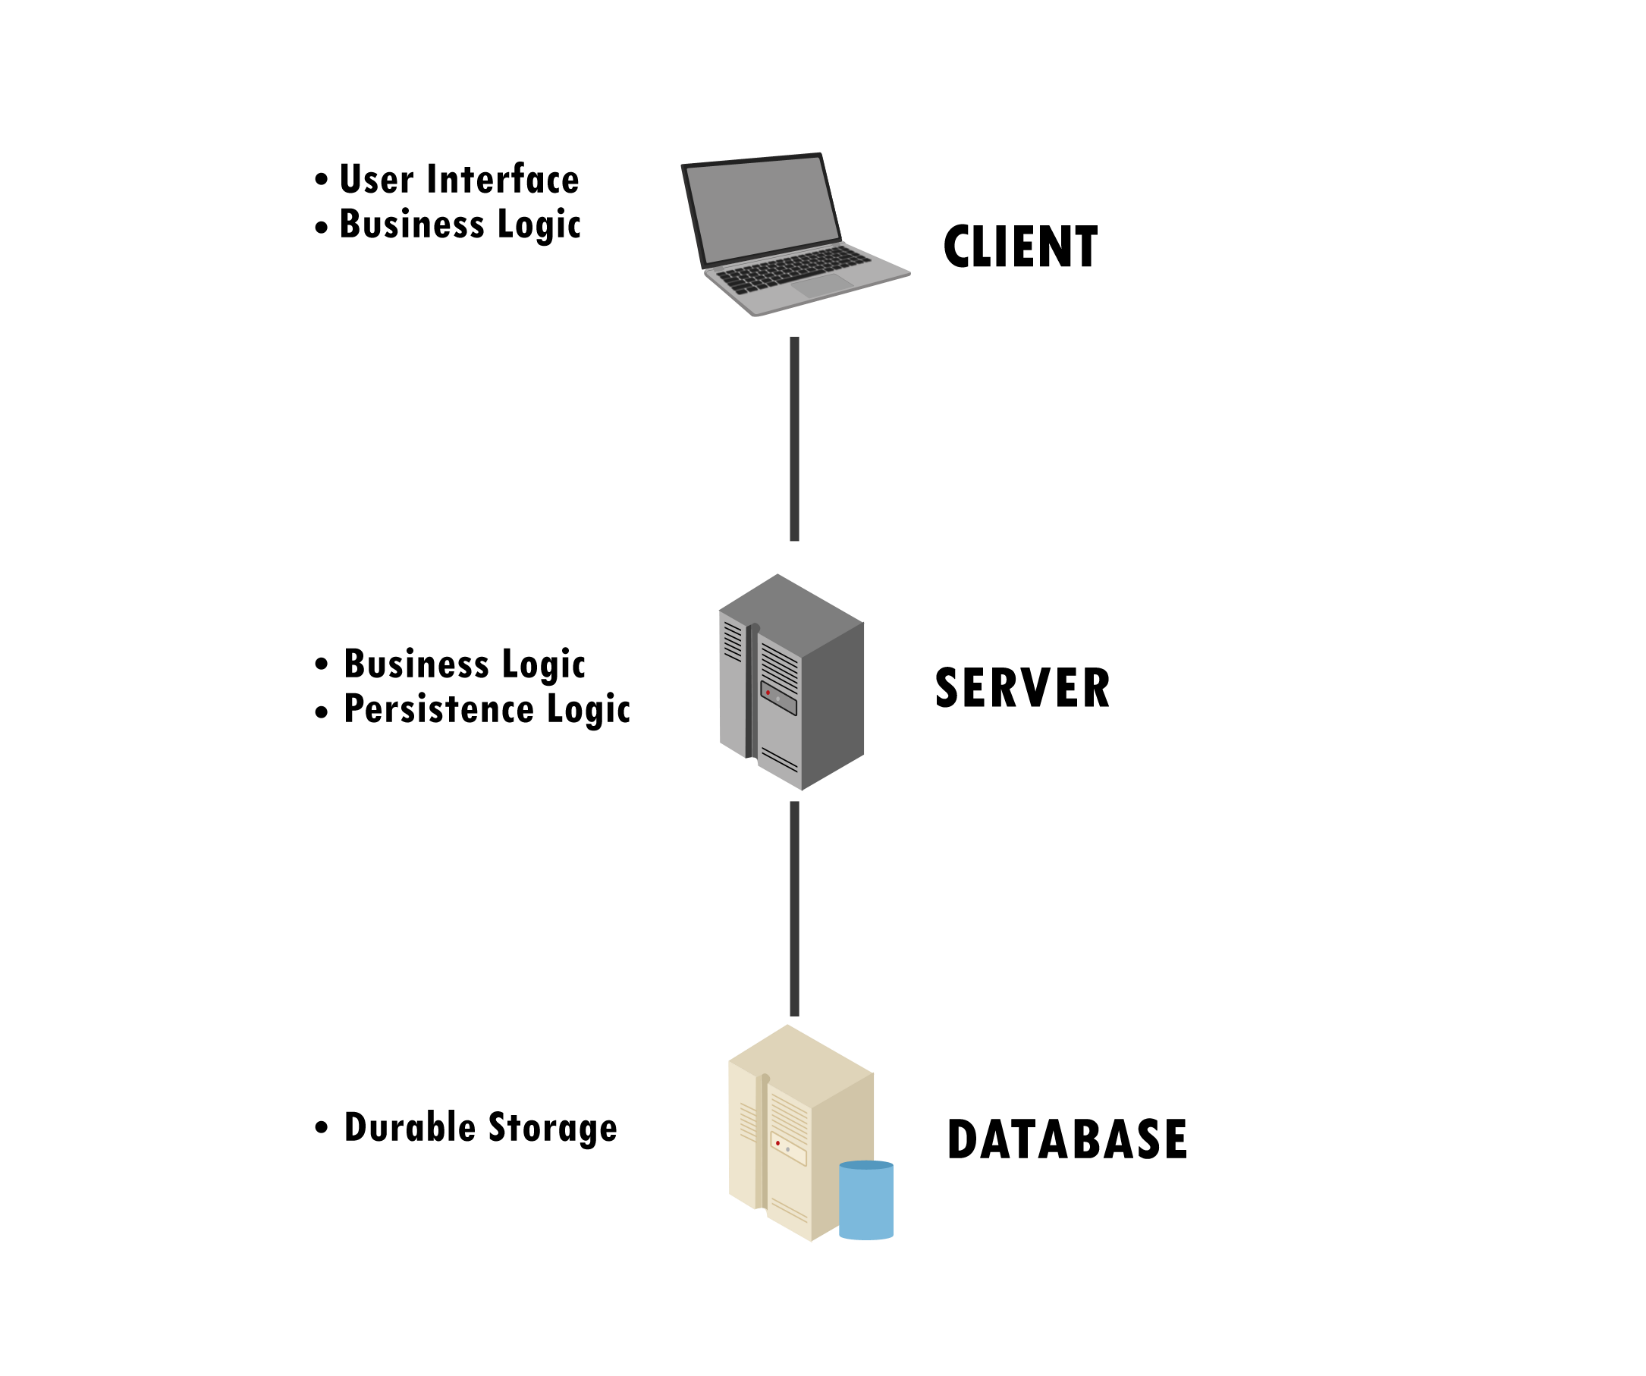 • User Interface
• Business Logic
CLIENT
• Business Logic
• Persistence Logic
SERVER
• Durable Storage
DATABASE